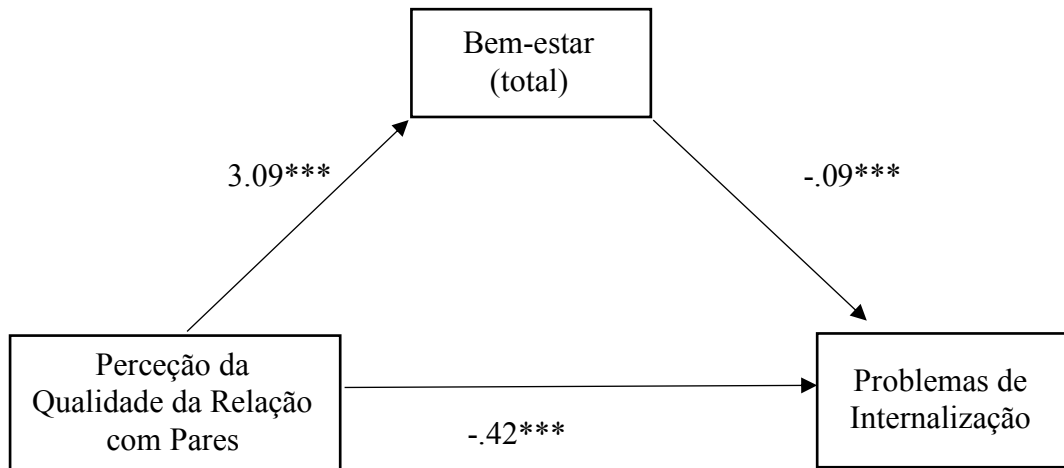 Bem-estar
(total)
3.09***
-.09***
Perceção da
Qualidade da Relação
com Pares
-.42***
Problemas de
Internalização